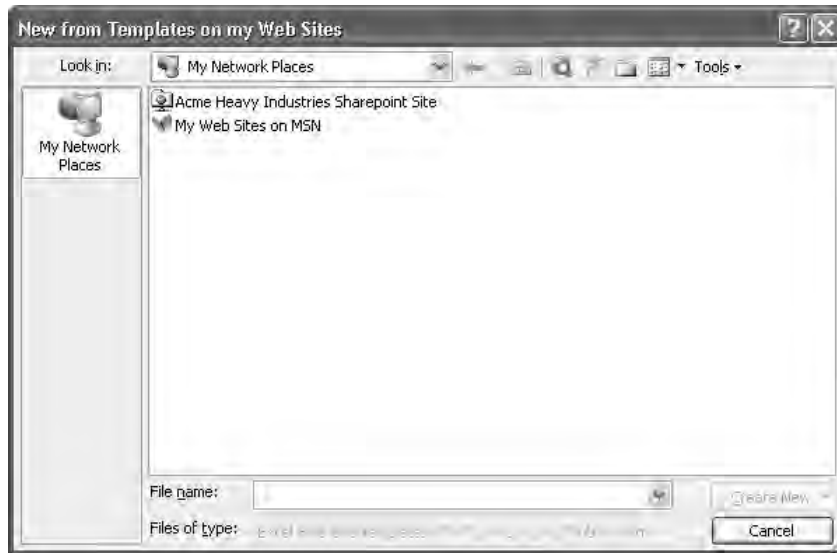 New from Templates on my Web Sites
Look in: My Network Places Tools
My Network Places
Acme Heavy Industries Sharepoint Site
My Web Sites on MSN
File name: Create New
Files of type:
Cancel